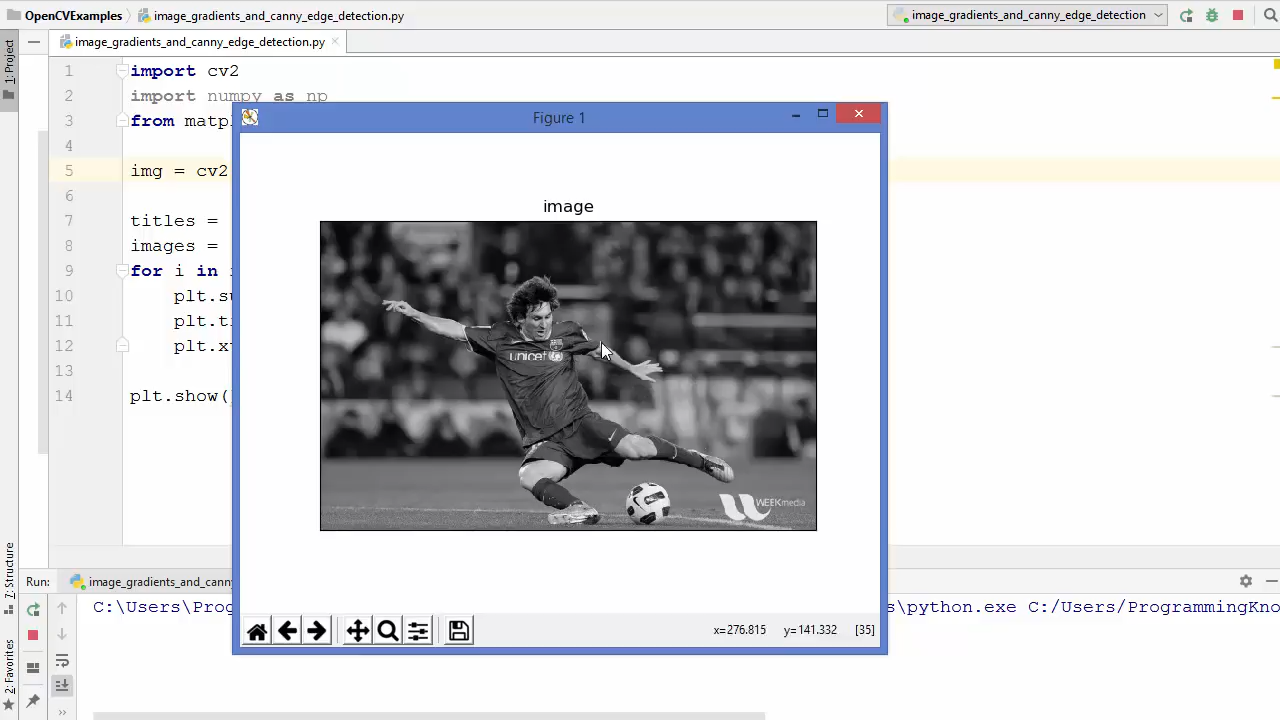 OpenCVExamples image_gradients_and_canny_edge_detection.py image_gradients_and_canny_edge_detection
1: Project
image_gradients_and_canny_edge_detection.py
1 import cv2
2 import numpy as np
3 from matp
4
5 img = cv2
6
7 titles =
8 images =
9 for i in
10 plt.su
11 plt.t
12 plt.x
13
14 plt.show(
Figure 1
image
unicef
WEEKmedia
x=276.815 y=141.332 [35]
7: Structure
2: Favorites
Run: image_gradients_and_canny
C:\Users\Prog s\python.exe C:/Users/ProgrammingKno